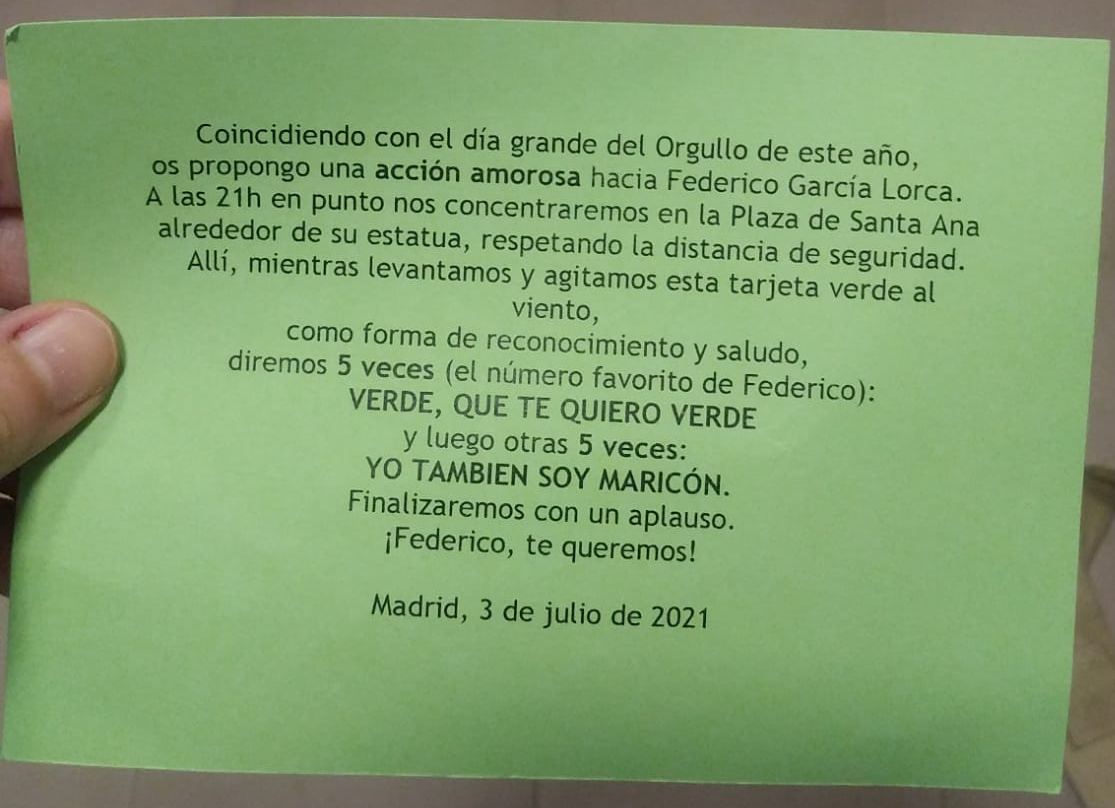 Coincidiendo con el día grande del Orgullo de este año,
os propongo una acción amorosa hacia Federico García Lorca.
A las 21h en punto nos concentraremos en la Plaza de Santa Ana
alrededor de su estatua, respetando la distancia de seguridad.
Allí, mientras levantamos y agitamos esta tarjeta verde al
viento,
como forma de reconocimiento y saludo,
diremos 5 veces (el número favorito de Federico):
VERDE, QUE TE QUIERO VERDE
y luego otras 5 veces:
YO TAMBIEN SOY MARICÓN.
Finalizaremos con un aplauso.
¡Federico, te queremos!
Madrid, 3 de julio de 2021